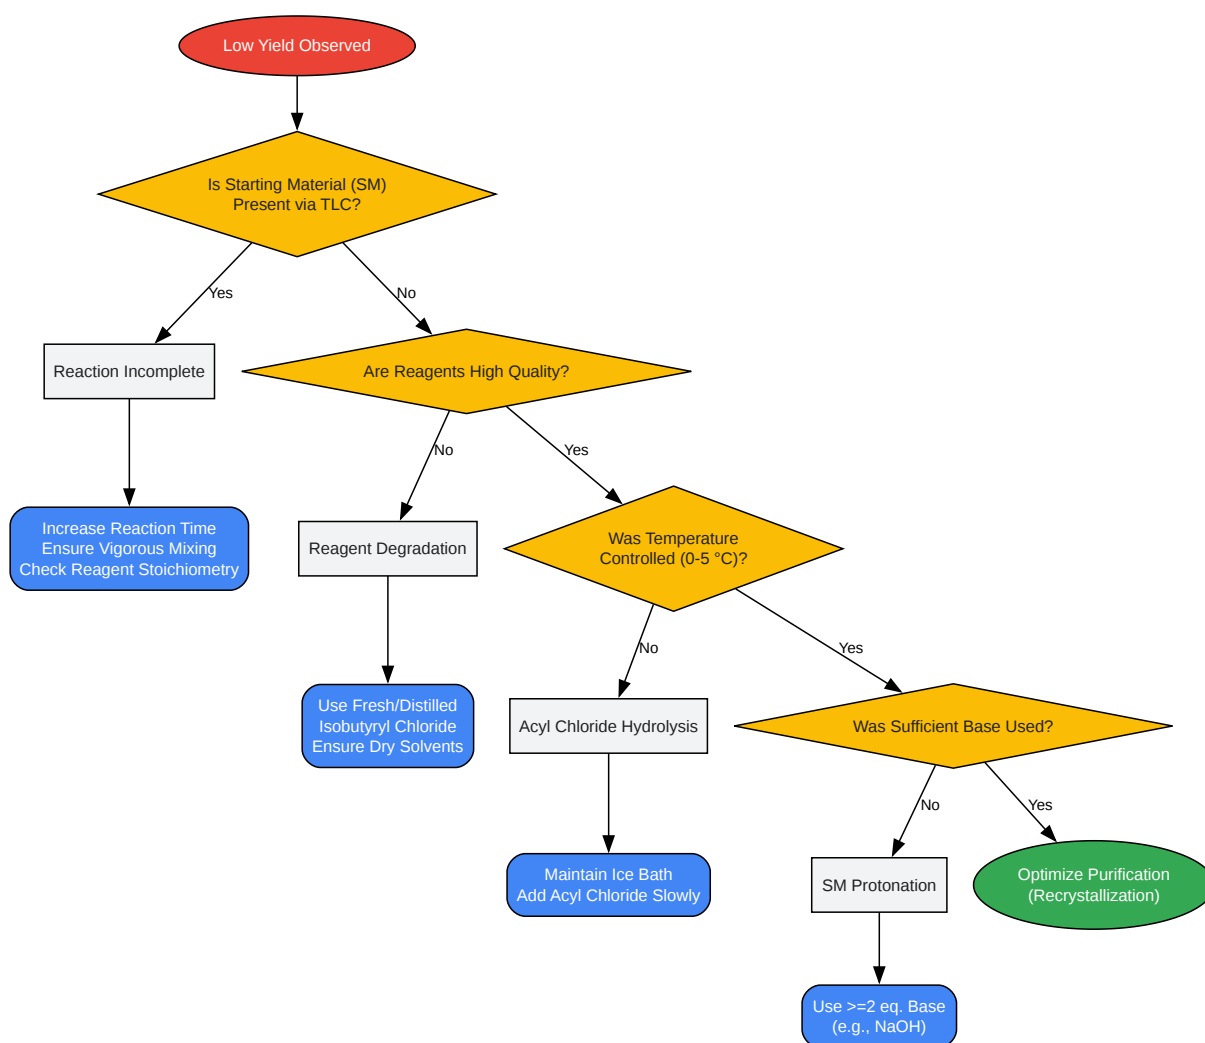 Low Yield Observed
Is Starting Material (SM)
Present via TLC?
Yes
No
Reaction Incomplete
Are Reagents High Quality?
No
Yes
Increase Reaction Time
Ensure Vigorous Mixing
Check Reagent Stoichiometry
Reagent Degradation
Was Temperature
Controlled (0-5 °C)?
No
Yes
Use Fresh/Distilled
Isobutyryl Chloride
Ensure Dry Solvents
Acyl Chloride Hydrolysis
Was Sufficient Base Used?
No
Yes
Maintain Ice Bath
Add Acyl Chloride Slowly
SM Protonation
Optimize Purification
(Recrystallization)
Use >=2 eq. Base
(e.g., NaOH)